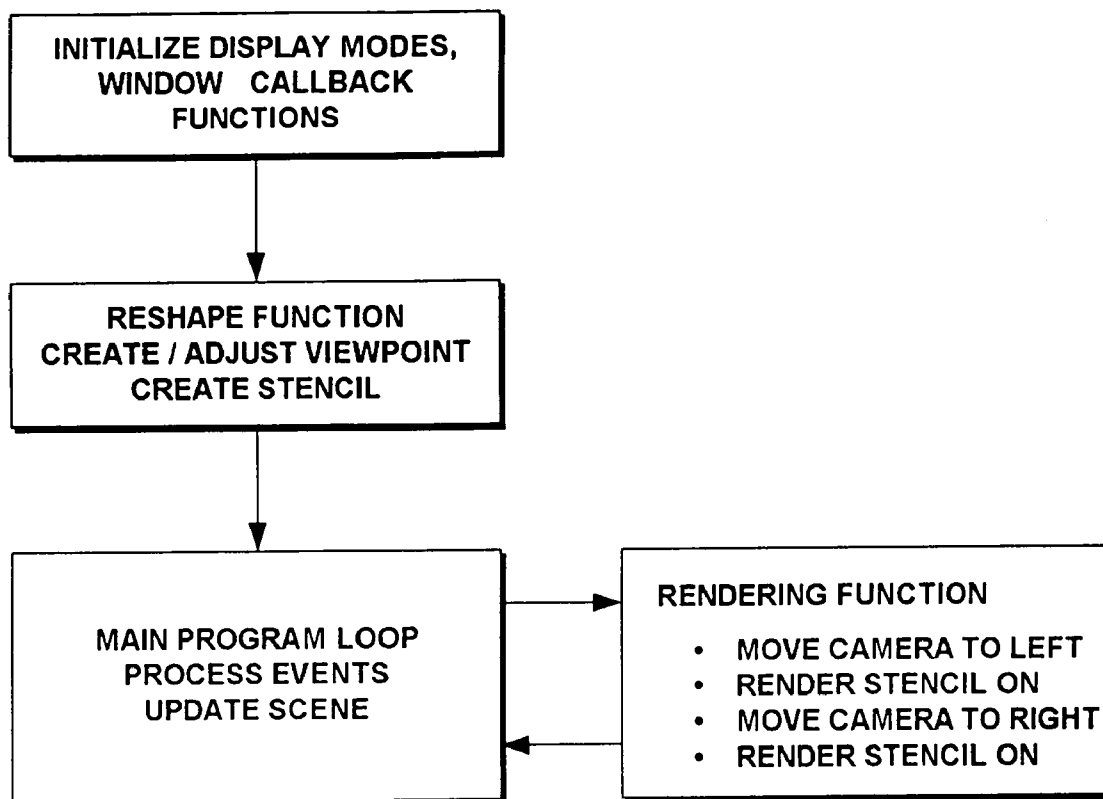 INITIALIZE DISPLAY MODES,
WINDOW CALLBACK
FUNCTIONS
RESHAPE FUNCTION
CREATE / ADJUST VIEWPOINT
CREATE STENCIL
MAIN PROGRAM LOOP
PROCESS EVENTS
UPDATE SCENE
RENDERING FUNCTION
• MOVE CAMERA TO LEFT
• RENDER STENCIL ON
• MOVE CAMERA TO RIGHT
• RENDER STENCIL ON